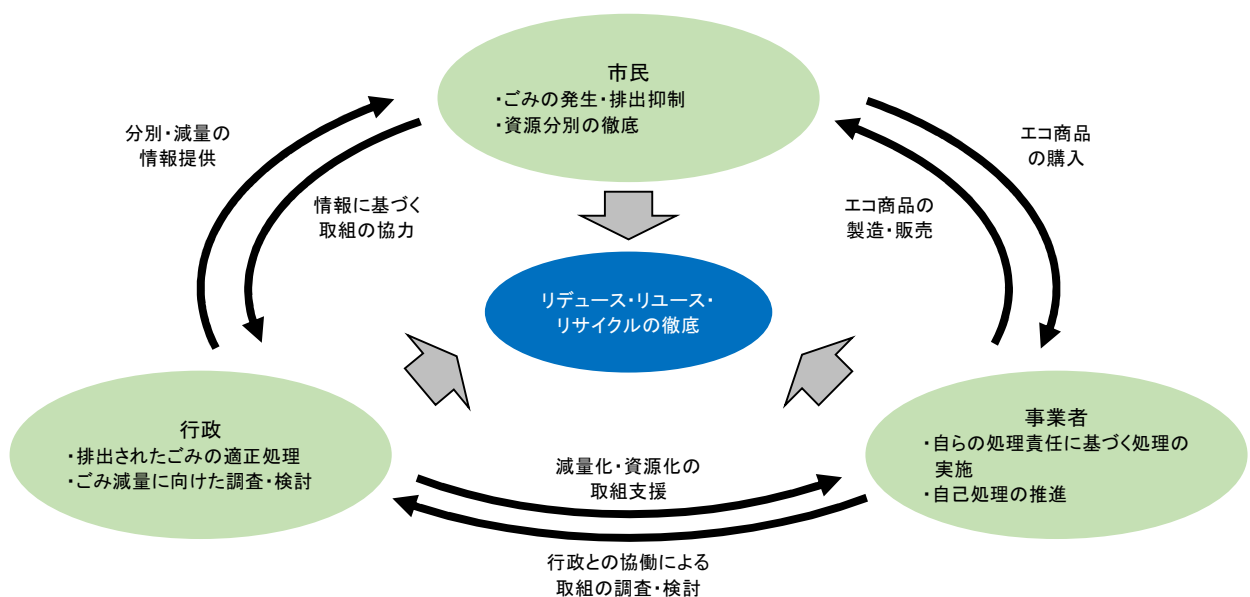 市民
・ごみの発生・排出抑制
・資源分別の徹底
分別・減量の
情報提供
情報に基づく
取組の協力
エコ商品
の購入
エコ商品の
製造・販売
リデュース・リユース・
リサイクルの徹底
行政
・排出されたごみの適正処理
・ごみ減量に向けた調査・検討
事業者
・自らの処理責任に基づく処理の
実施
・自己処理の推進
減量化・資源化の
取組支援
行政との協働による
取組の調査・検討